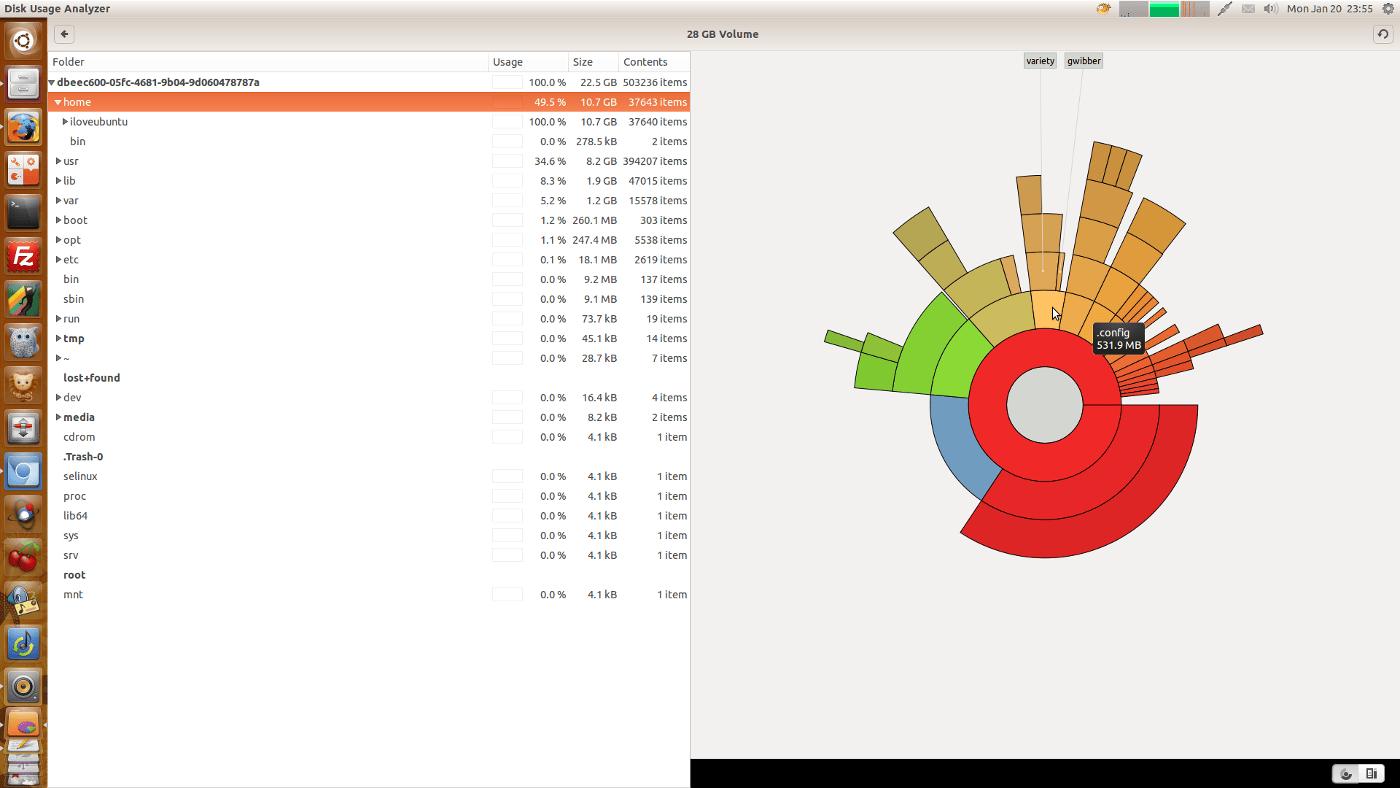 Disk Usage Analyzer
Mon Jan 20 23:55
28 GB Volume
Folder Usage Size Contents
dbeec600-05fc-4681-9b04-9d060478787a 100.0 % 22.5 GB 503236 items
home 49.5 % 10.7 GB 37643 items
iloveubuntu 100.0 % 10.7 GB 37640 items
bin 0.0 % 278.5 kB 2 items
usr 34.6 % 8.2 GB 394207 items
lib 8.3 % 1.9 GB 47015 items
var 5.2 % 1.2 GB 15578 items
boot 1.2 % 260.1 MB 303 items
opt 1.1 % 247.4 MB 5538 items
etc 0.1 % 18.1 MB 2619 items
bin 0.0 % 9.2 MB 137 items
sbin 0.0 % 9.1 MB 139 items
run 0.0 % 73.7 kB 19 items
tmp 0.0 % 45.1 kB 14 items
~ 0.0 % 28.7 kB 7 items
lost+found
dev 0.0 % 16.4 kB 4 items
media 0.0 % 8.2 kB 2 items
cdrom 0.0 % 4.1 kB 1 item
.Trash-0
selinux 0.0 % 4.1 kB 1 item
proc 0.0 % 4.1 kB 1 item
lib64 0.0 % 4.1 kB 1 item
sys 0.0 % 4.1 kB 1 item
srv 0.0 % 4.1 kB 1 item
root
mnt 0.0 % 4.1 kB 1 item
variety gwibber
.config
531.9 MB
Fz